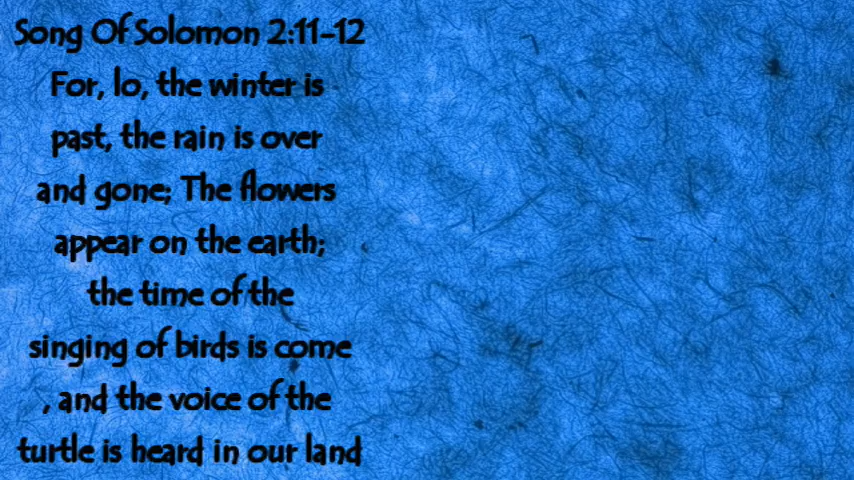 Song Of Solomon 2:11-12
For, lo, the winter is
past, the rain is over
and gone; The flowers
appear on the earth;
the time of the
singing of birds is come
, and the voice of the
turtle is heard in our land